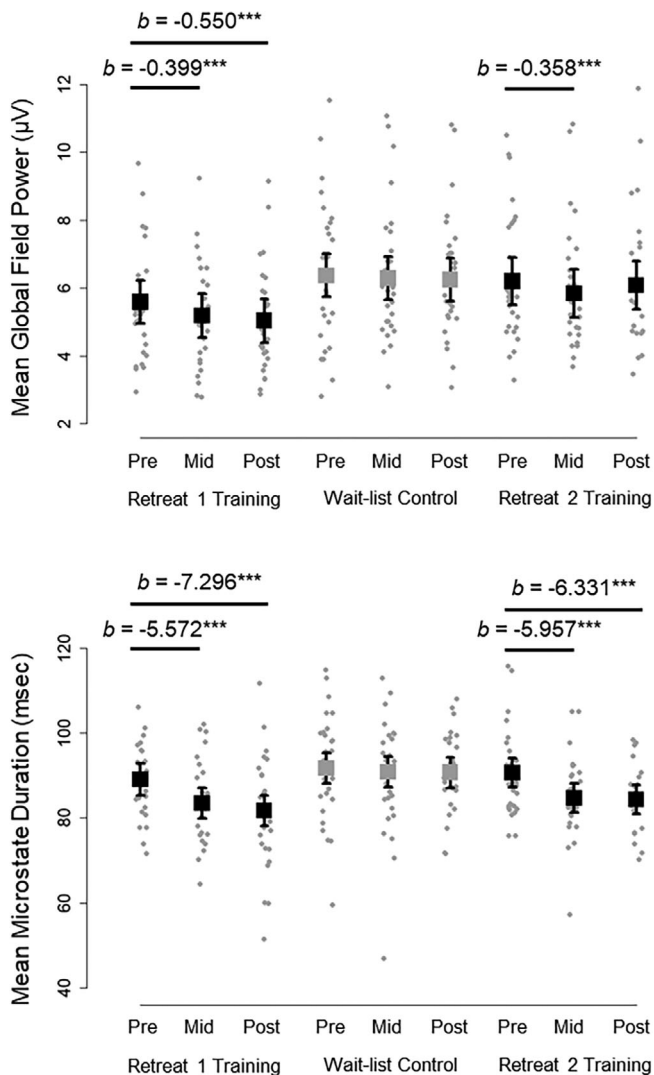 b = -0.550***
b = -0.399***
b = -0.358***
Mean Global Field Power (µV)
12
10
8
6
4
2
Pre Mid Post Pre Mid Post Pre Mid Post
Retreat 1 Training Wait-list Control Retreat 2 Training
b = -7.296***
b = -6.331***
b = -5.572***
b = -5.957***
Mean Microstate Duration (msec)
120
100
80
60
40
Pre Mid Post Pre Mid Post Pre Mid Post
Retreat 1 Training Wait-list Control Retreat 2 Training